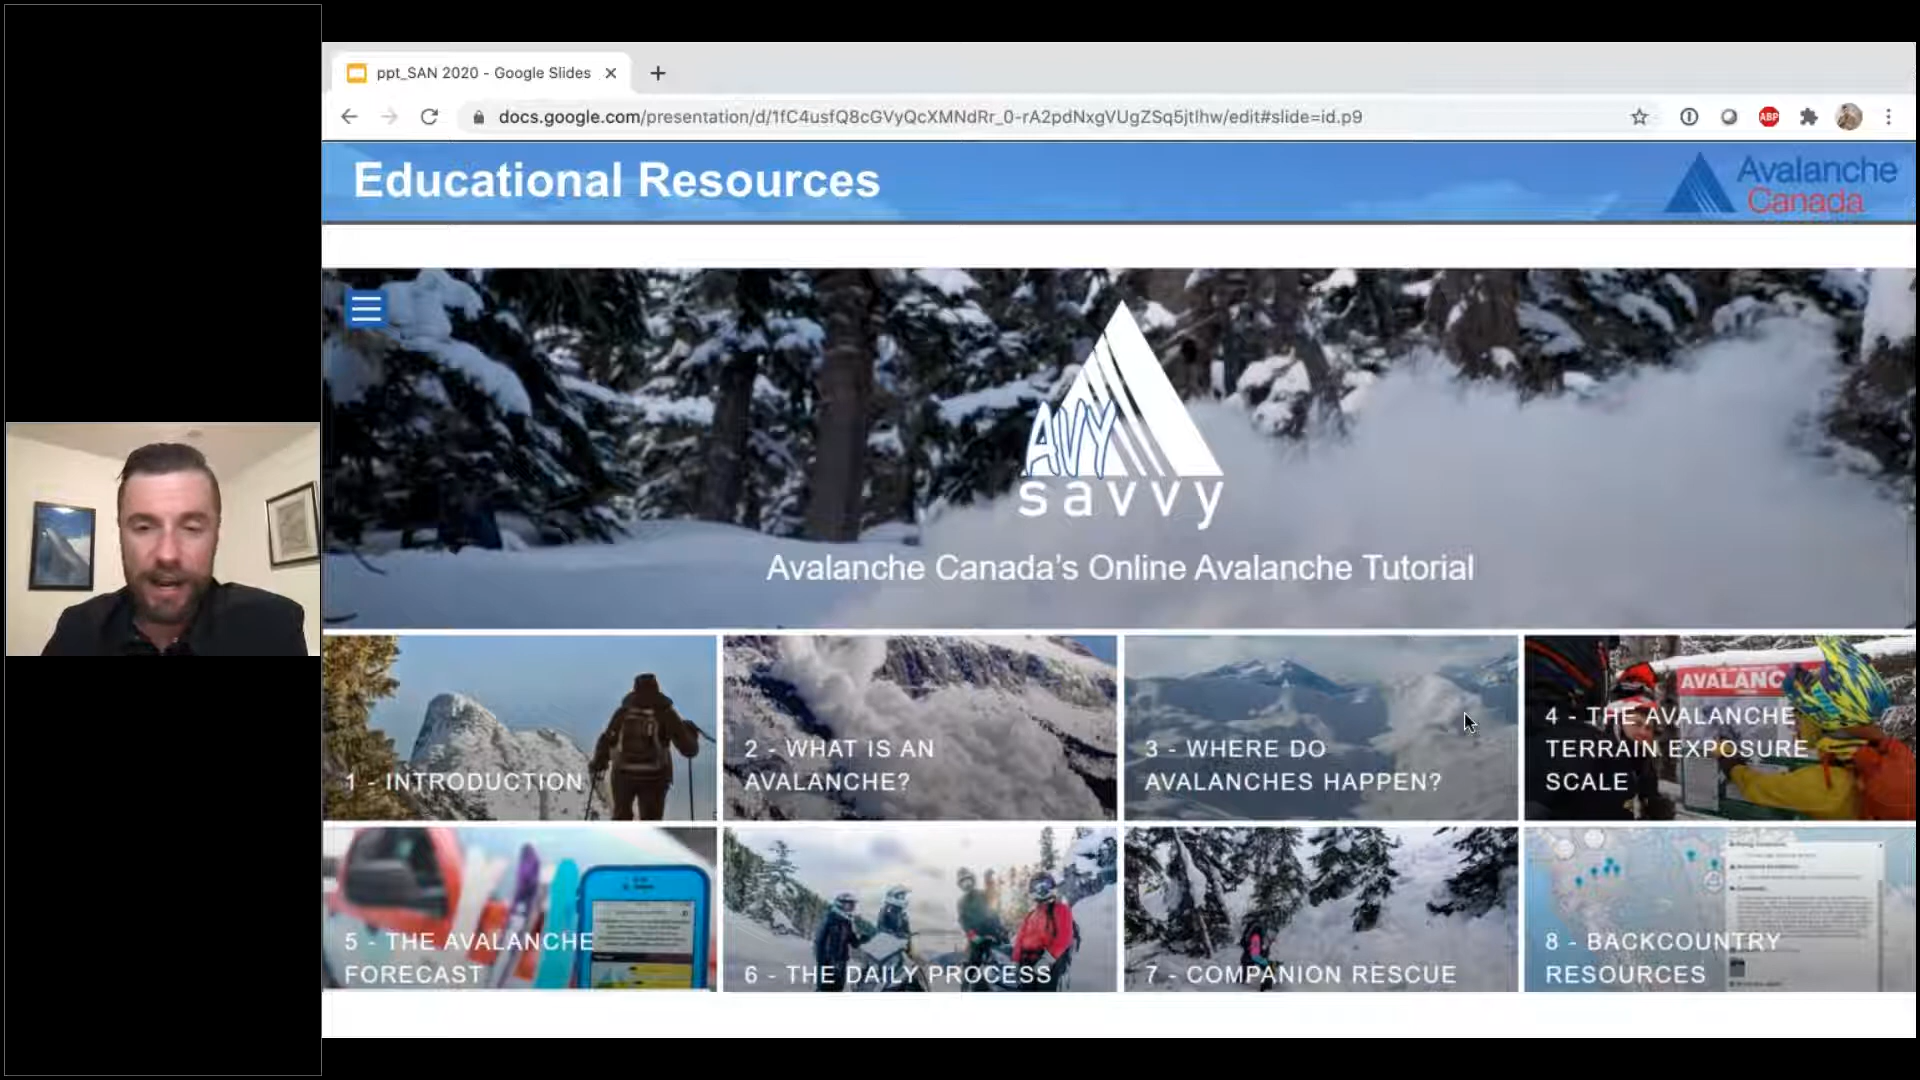 ppt_SAN 2020 - Google Slides
docs.google.com/presentation/d/1fC4usfQ8cGVyQcXMNdRr_0-rA2pdNxgVUgZSq5jtlhw/edit#slide=id.p9
ABP
Educational Resources
Avalanche
Canada
AVY
savvy
Avalanche Canada's Online Avalanche Tutorial
1 - INTRODUCTION
2 - WHAT IS AN
AVALANCHE?
3 - WHERE DO
AVALANCHES HAPPEN?
AVALANC
4 - THE AVALANCHE
TERRAIN EXPOSURE
SCALE
5 - THE AVALANCHE
FORECAST
6 - THE DAILY PROCESS
7 - COMPANION RESCUE
8 - BACKCOUNTRY
RESOURCES